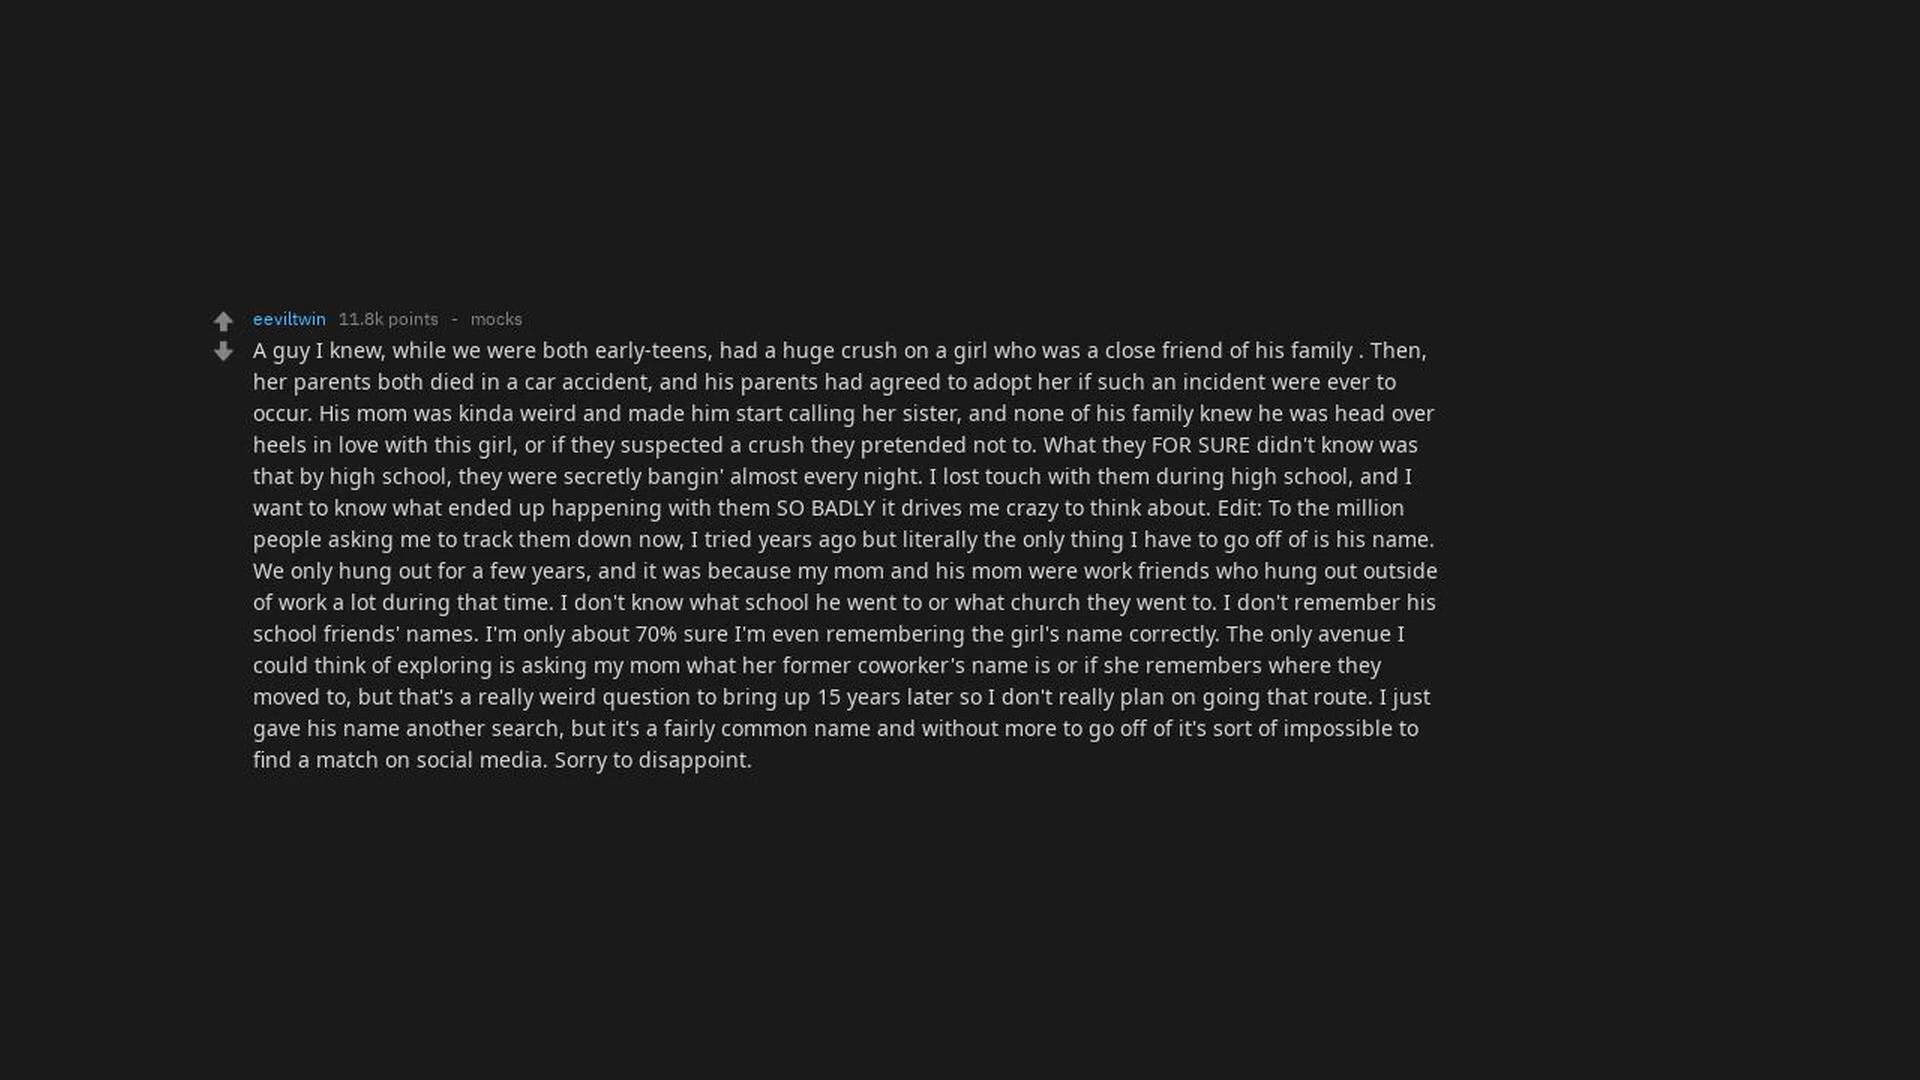 eeviltwin 11.8k points - mocks
A guy I knew, while we were both early-teens, had a huge crush on a girl who was a close friend of his family . Then,
her parents both died in a car accident, and his parents had agreed to adopt her if such an incident were ever to
occur. His mom was kinda weird and made him start calling her sister, and none of his family knew he was head over
heels in love with this girl, or if they suspected a crush they pretended not to. What they FOR SURE didn't know was
that by high school, they were secretly bangin' almost every night. I lost touch with them during high school, and I
want to know what ended up happening with them SO BADLY it drives me crazy to think about. Edit: To the million
people asking me to track them down now, I tried years ago but literally the only thing I have to go off of is his name.
We only hung out for a few years, and it was because my mom and his mom were work friends who hung out outside
of work a lot during that time. I don't know what school he went to or what church they went to. I don't remember his
school friends' names. I'm only about 70% sure I'm even remembering the girl's name correctly. The only avenue I
could think of exploring is asking my mom what her former coworker's name is or if she remembers where they
moved to, but that's a really weird question to bring up 15 years later so I don't really plan on going that route. I just
gave his name another search, but it's a fairly common name and without more to go off of it's sort of impossible to
find a match on social media. Sorry to disappoint.